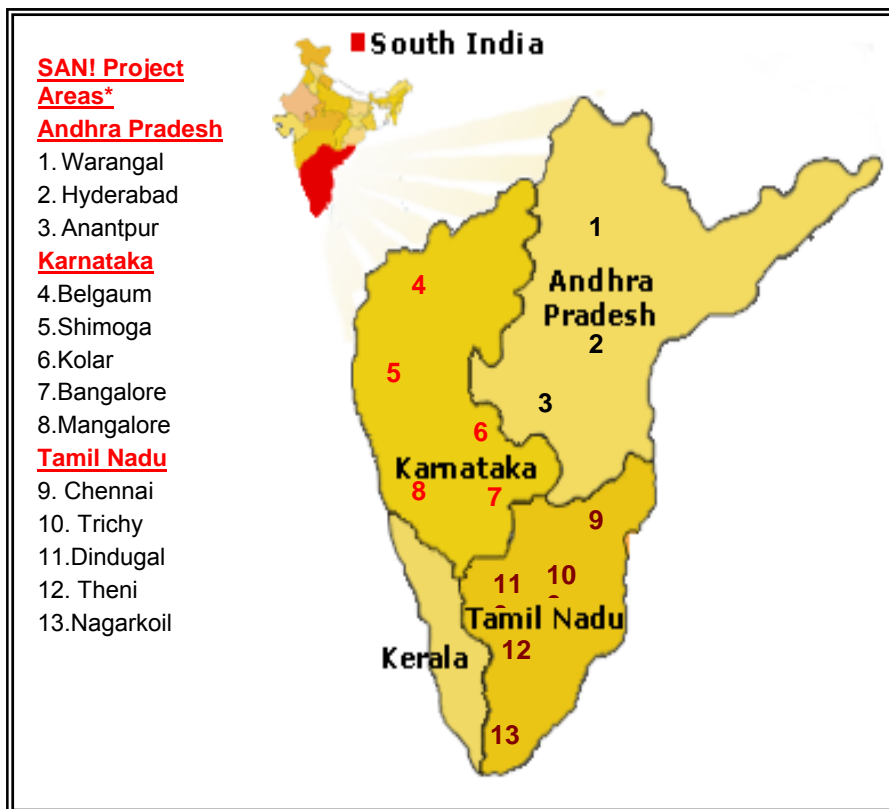 South India
SAN! Project
Areas*
Andhra Pradesh
1. Warangal
2. Hyderabad
3. Anantpur
Karnataka
4.Belgaum
5.Shimoga
6.Kolar
7.Bangalore
8.Mangalore
Tamil Nadu
9. Chennai
10. Trichy
11.Dindugal
12. Theni
13.Nagarkoil
1
Andhra
Pradesh
2
3
4
5
6
Karnataka
8
7
9
10
11
Tamil Nadu
Kerala
12
13